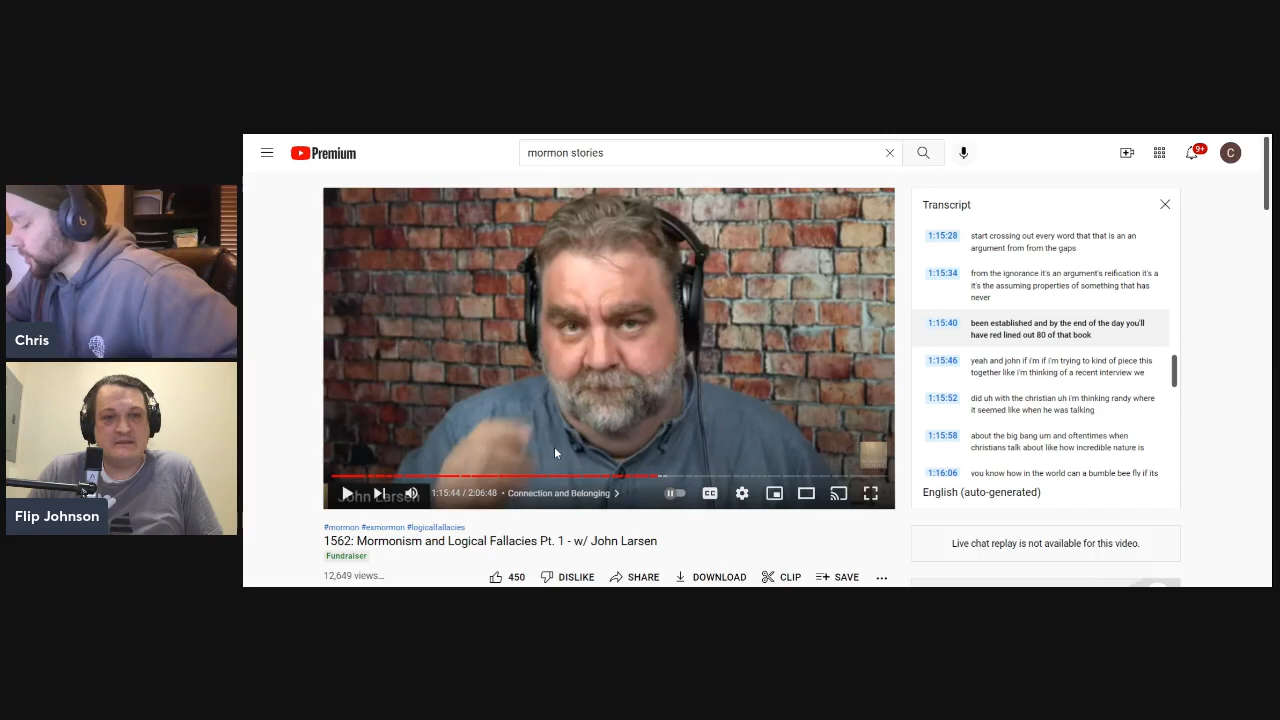 Premium
mormon stories
9+
C
Chris
Flip Johnson
John Larsen
1:15:44 / 2:06:48 • Connection and Belonging
CC
#mormon #exmormon #logicalfallacies
1562: Mormonism and Logical Fallacies Pt. 1 - w/ John Larsen
Fundraiser
12,649 views...
450
DISLIKE
SHARE
DOWNLOAD
CLIP
SAVE
Transcript
1:15:28
start crossing out every word that that is an an
argument from from the gaps
1:15:34
from the ignorance it's an argument's reification it's a
it's the assuming properties of something that has
never
1:15:40
been established and by the end of the day you'll
have red lined out 80 of that book
1:15:46
yeah and john if i'm if i'm trying to kind of piece this
together like i'm thinking of a recent interview we
1:15:52
did uh with the christian uh i'm thinking randy where
it seemed like when he was talking
1:15:58
about the big bang um and oftentimes when
christians talk about like how incredible nature is
1:16:06
you know how in the world can a bumble bee fly if its
English (auto-generated)
Live chat replay is not available for this video.